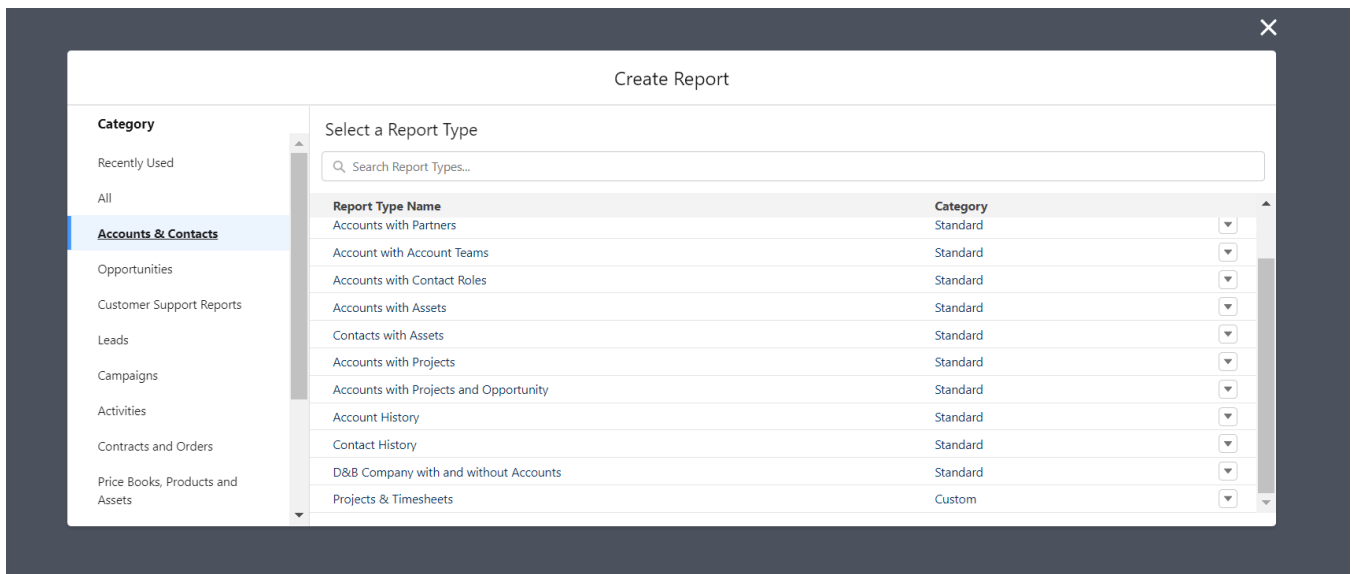 Create Report
Category
Recently Used
All
Accounts & Contacts
Opportunities
Customer Support Reports
Leads
Campaigns
Activities
Contracts and Orders
Price Books, Products and
Assets
Select a Report Type
Search Report Types...
Report Type Name Category
Accounts with Partners Standard
Account with Account Teams Standard
Accounts with Contact Roles Standard
Accounts with Assets Standard
Contacts with Assets Standard
Accounts with Projects Standard
Accounts with Projects and Opportunity Standard
Account History Standard
Contact History Standard
D&B Company with and without Accounts Standard
Projects & Timesheets Custom